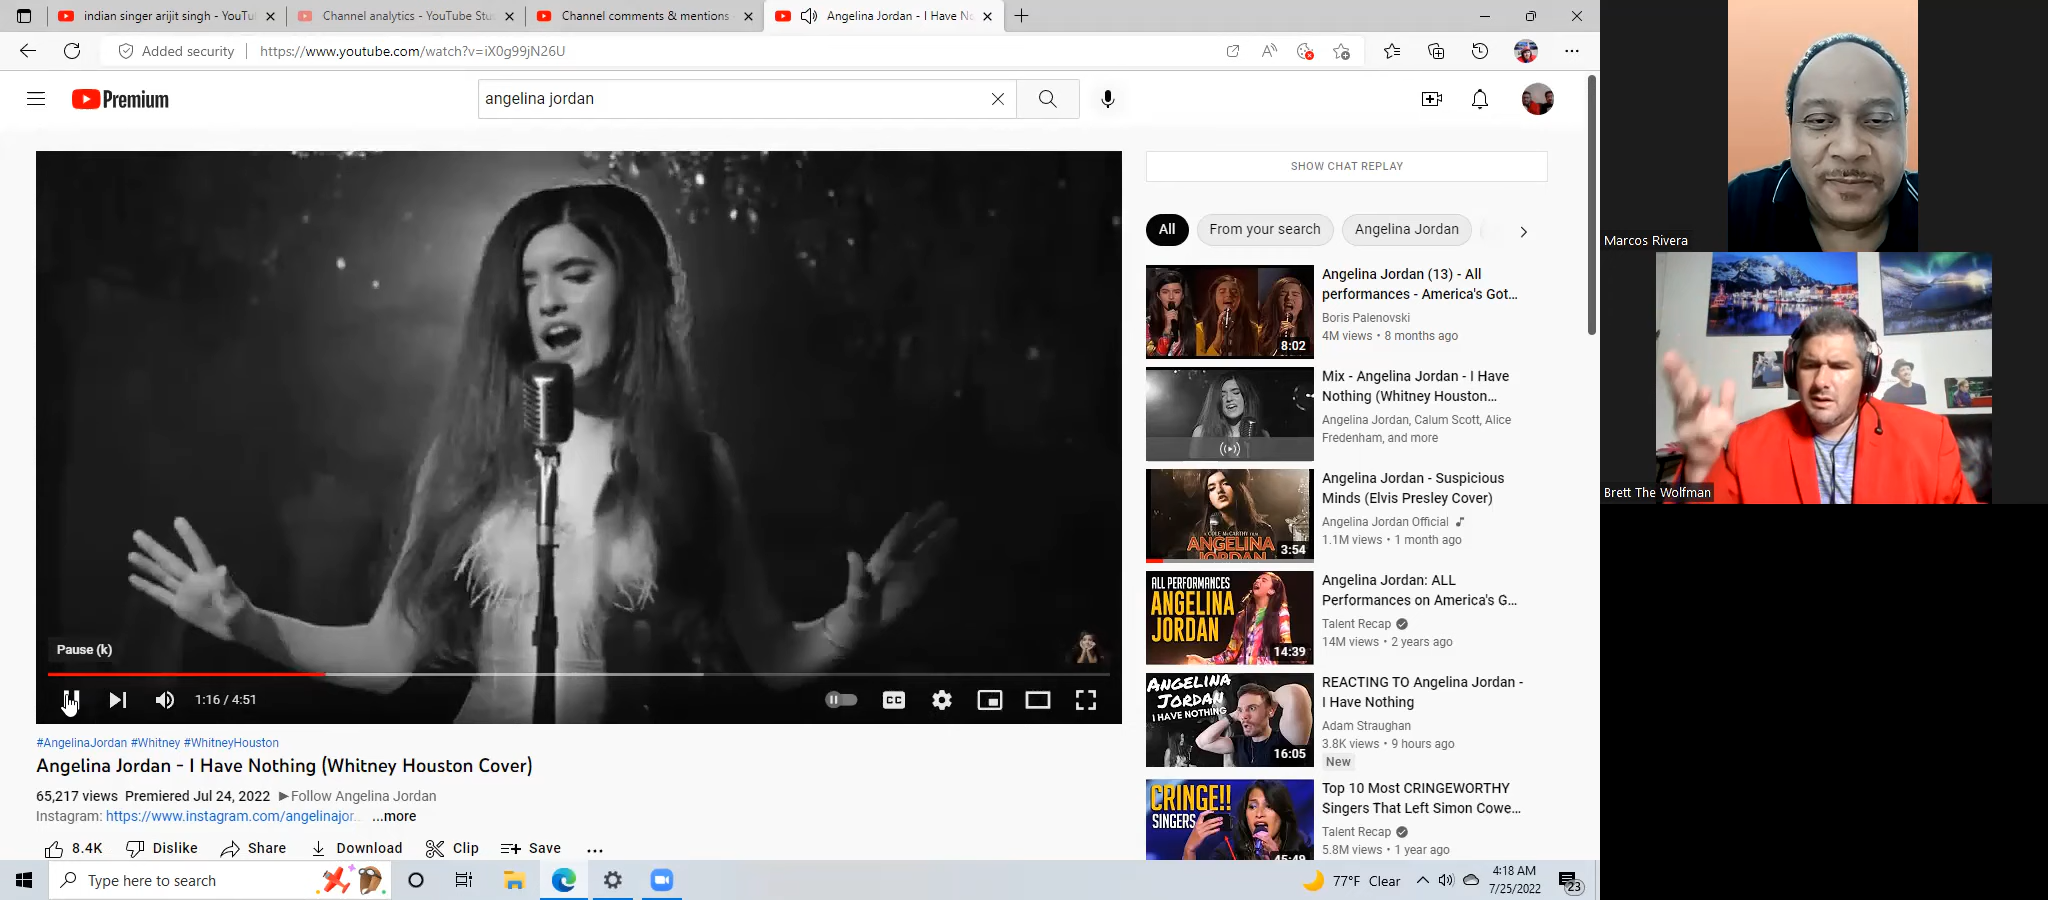 indian singer arijit singh - YouTu
Channel analytics - YouTube Stu
Channel comments & mentions -
Angelina Jordan - I Have No
Added security
https://www.youtube.com/watch?v=iX0g99jN26U
Premium
angelina jordan
SHOW CHAT REPLAY
All
From your search
Angelina Jordan
Angelina Jordan (13) - All
performances - America's Got...
Boris Palenovski
4M views • 8 months ago
8:02
Mix - Angelina Jordan - I Have
Nothing (Whitney Houston...
Angelina Jordan, Calum Scott, Alice
Fredenham, and more
Angelina Jordan - Suspicious
Minds (Elvis Presley Cover)
Angelina Jordan Official
1.1M views • 1 month ago
A COLE McCARTHY FILM
ANGELINA
JORDAN
3:54
Angelina Jordan: ALL
Performances on America's G...
Talent Recap
14M views • 2 years ago
ALL PERFORMANCES
ANGELINA
JORDAN
14:39
REACTING TO Angelina Jordan -
I Have Nothing
Adam Straughan
3.8K views • 9 hours ago
New
ANGELINA
JORDAN
I HAVE NOTHING
16:05
Top 10 Most CRINGEWORTHY
Singers That Left Simon Cowe...
Talent Recap
5.8M views • 1 year ago
CRINGE!!
SINGERS
45:49
Pause (k)
1:16 / 4:51
CC
#AngelinaJordan #Whitney #WhitneyHouston
Angelina Jordan - I Have Nothing (Whitney Houston Cover)
65,217 views Premiered Jul 24, 2022 ►Follow Angelina Jordan
Instagram: https://www.instagram.com/angelinajor... ...more
8.4K Dislike Share Download Clip Save
Type here to search
77°F Clear
4:18 AM
7/25/2022
23
Marcos Rivera
Brett The Wolfman